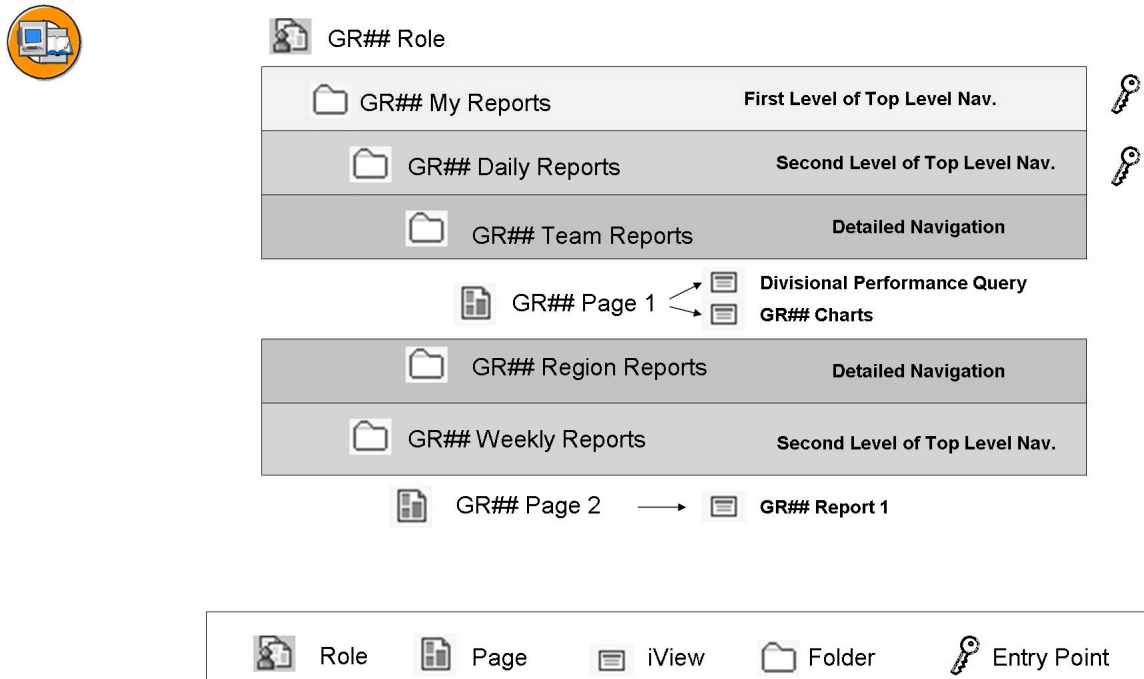 GR## Role
GR## My Reports First Level of Top Level Nav.
GR## Daily Reports Second Level of Top Level Nav.
GR## Team Reports Detailed Navigation
GR## Page 1 Divisional Performance Query
GR## Charts
GR## Region Reports Detailed Navigation
GR## Weekly Reports Second Level of Top Level Nav.
GR## Page 2 GR## Report 1
Role Page iView Folder Entry Point